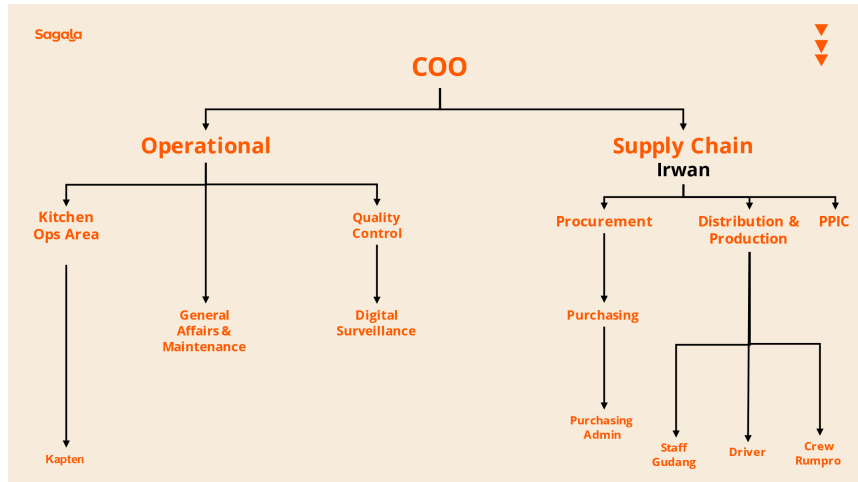 Sagala
COO
Operational
Supply Chain
Irwan
Kitchen
Ops Area
Quality
Control
Procurement
Distribution &
Production
PPIC
General
Affairs &
Maintenance
Digital
Surveillance
Purchasing
Purchasing
Admin
Kapten
Staff
Gudang
Driver
Crew
Rumpro